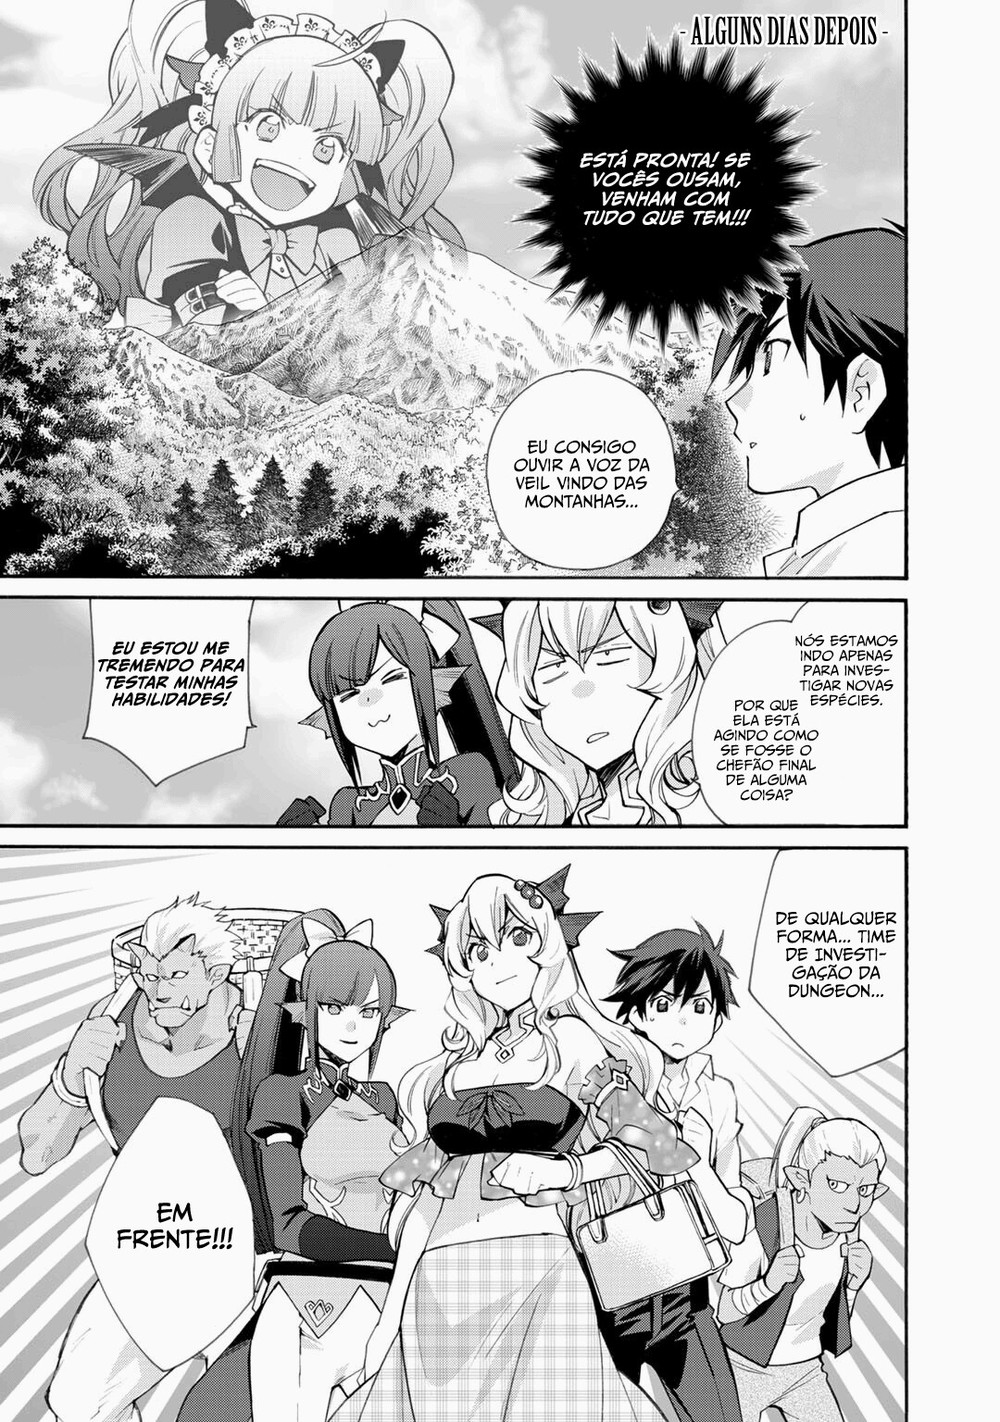 - ALGUNS DIAS DEPOIS -
ESTÁ PRONTA! SE
VOCÊS OUSAM,
VENHAM COM
TUDO QUE TEM!!!
EU CONSIGO
OUVIR A VOZ DA
VEIL VINDO DAS
MONTANHAS...
NÓS ESTAMOS
INDO APENAS
PARA INVES-
TIGAR NOVAS
ESPÉCIES.
POR QUE
ELA ESTÁ
AGINDO COMO
SE FOSSE O
CHEFÃO FINAL
DE ALGUMA
COISA?
EU ESTOU ME
TREMENDO PARA
TESTAR MINHAS
HABILIDADES!
DE QUALQUER
FORMA... TIME
DE INVESTI-
GAÇÃO DA
DUNGEON...
EM
FRENTE!!!